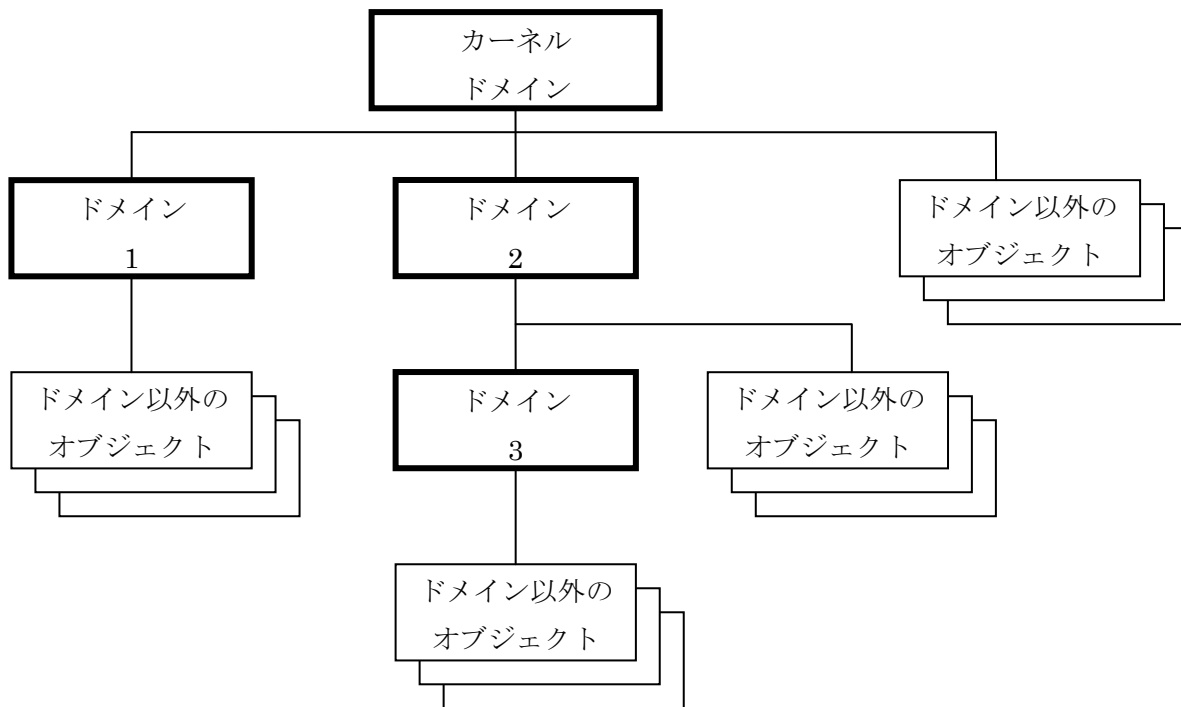 カーネル
ドメイン
ドメイン
1
ドメイン
2
ドメイン以外の
オブジェクト
ドメイン以外の
オブジェクト
ドメイン
3
ドメイン以外の
オブジェクト
ドメイン以外の
オブジェクト